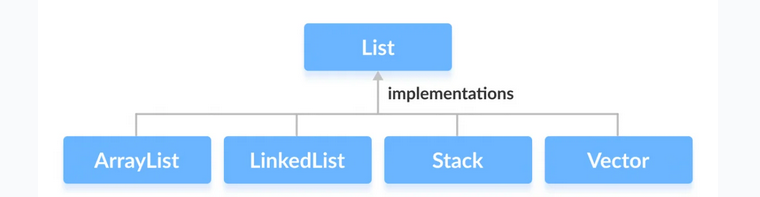 List
implementations
ArrayList
LinkedList
Stack
Vector